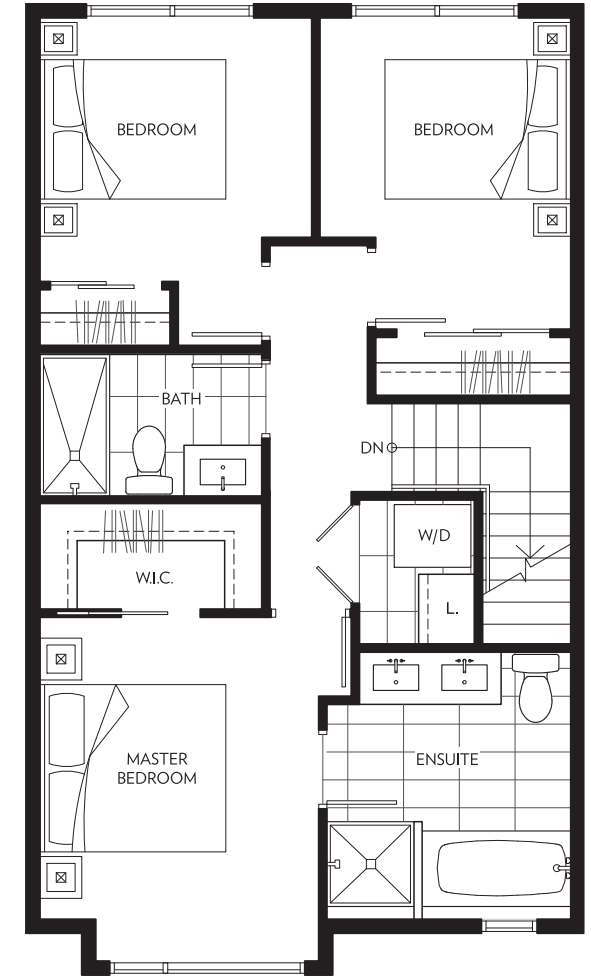 BEDROOM
BEDROOM
BATH
DN
W/D
W.I.C.
L.
MASTER
BEDROOM
ENSUITE